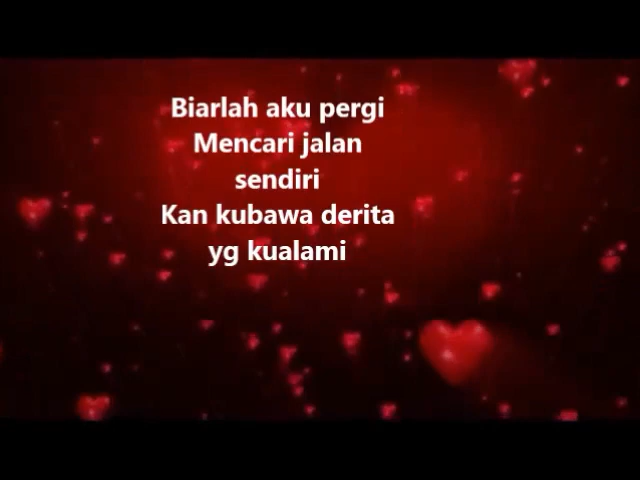 Biarlah aku pergi
Mencari jalan
sendiri
Kan kubawa derita
yg kualami